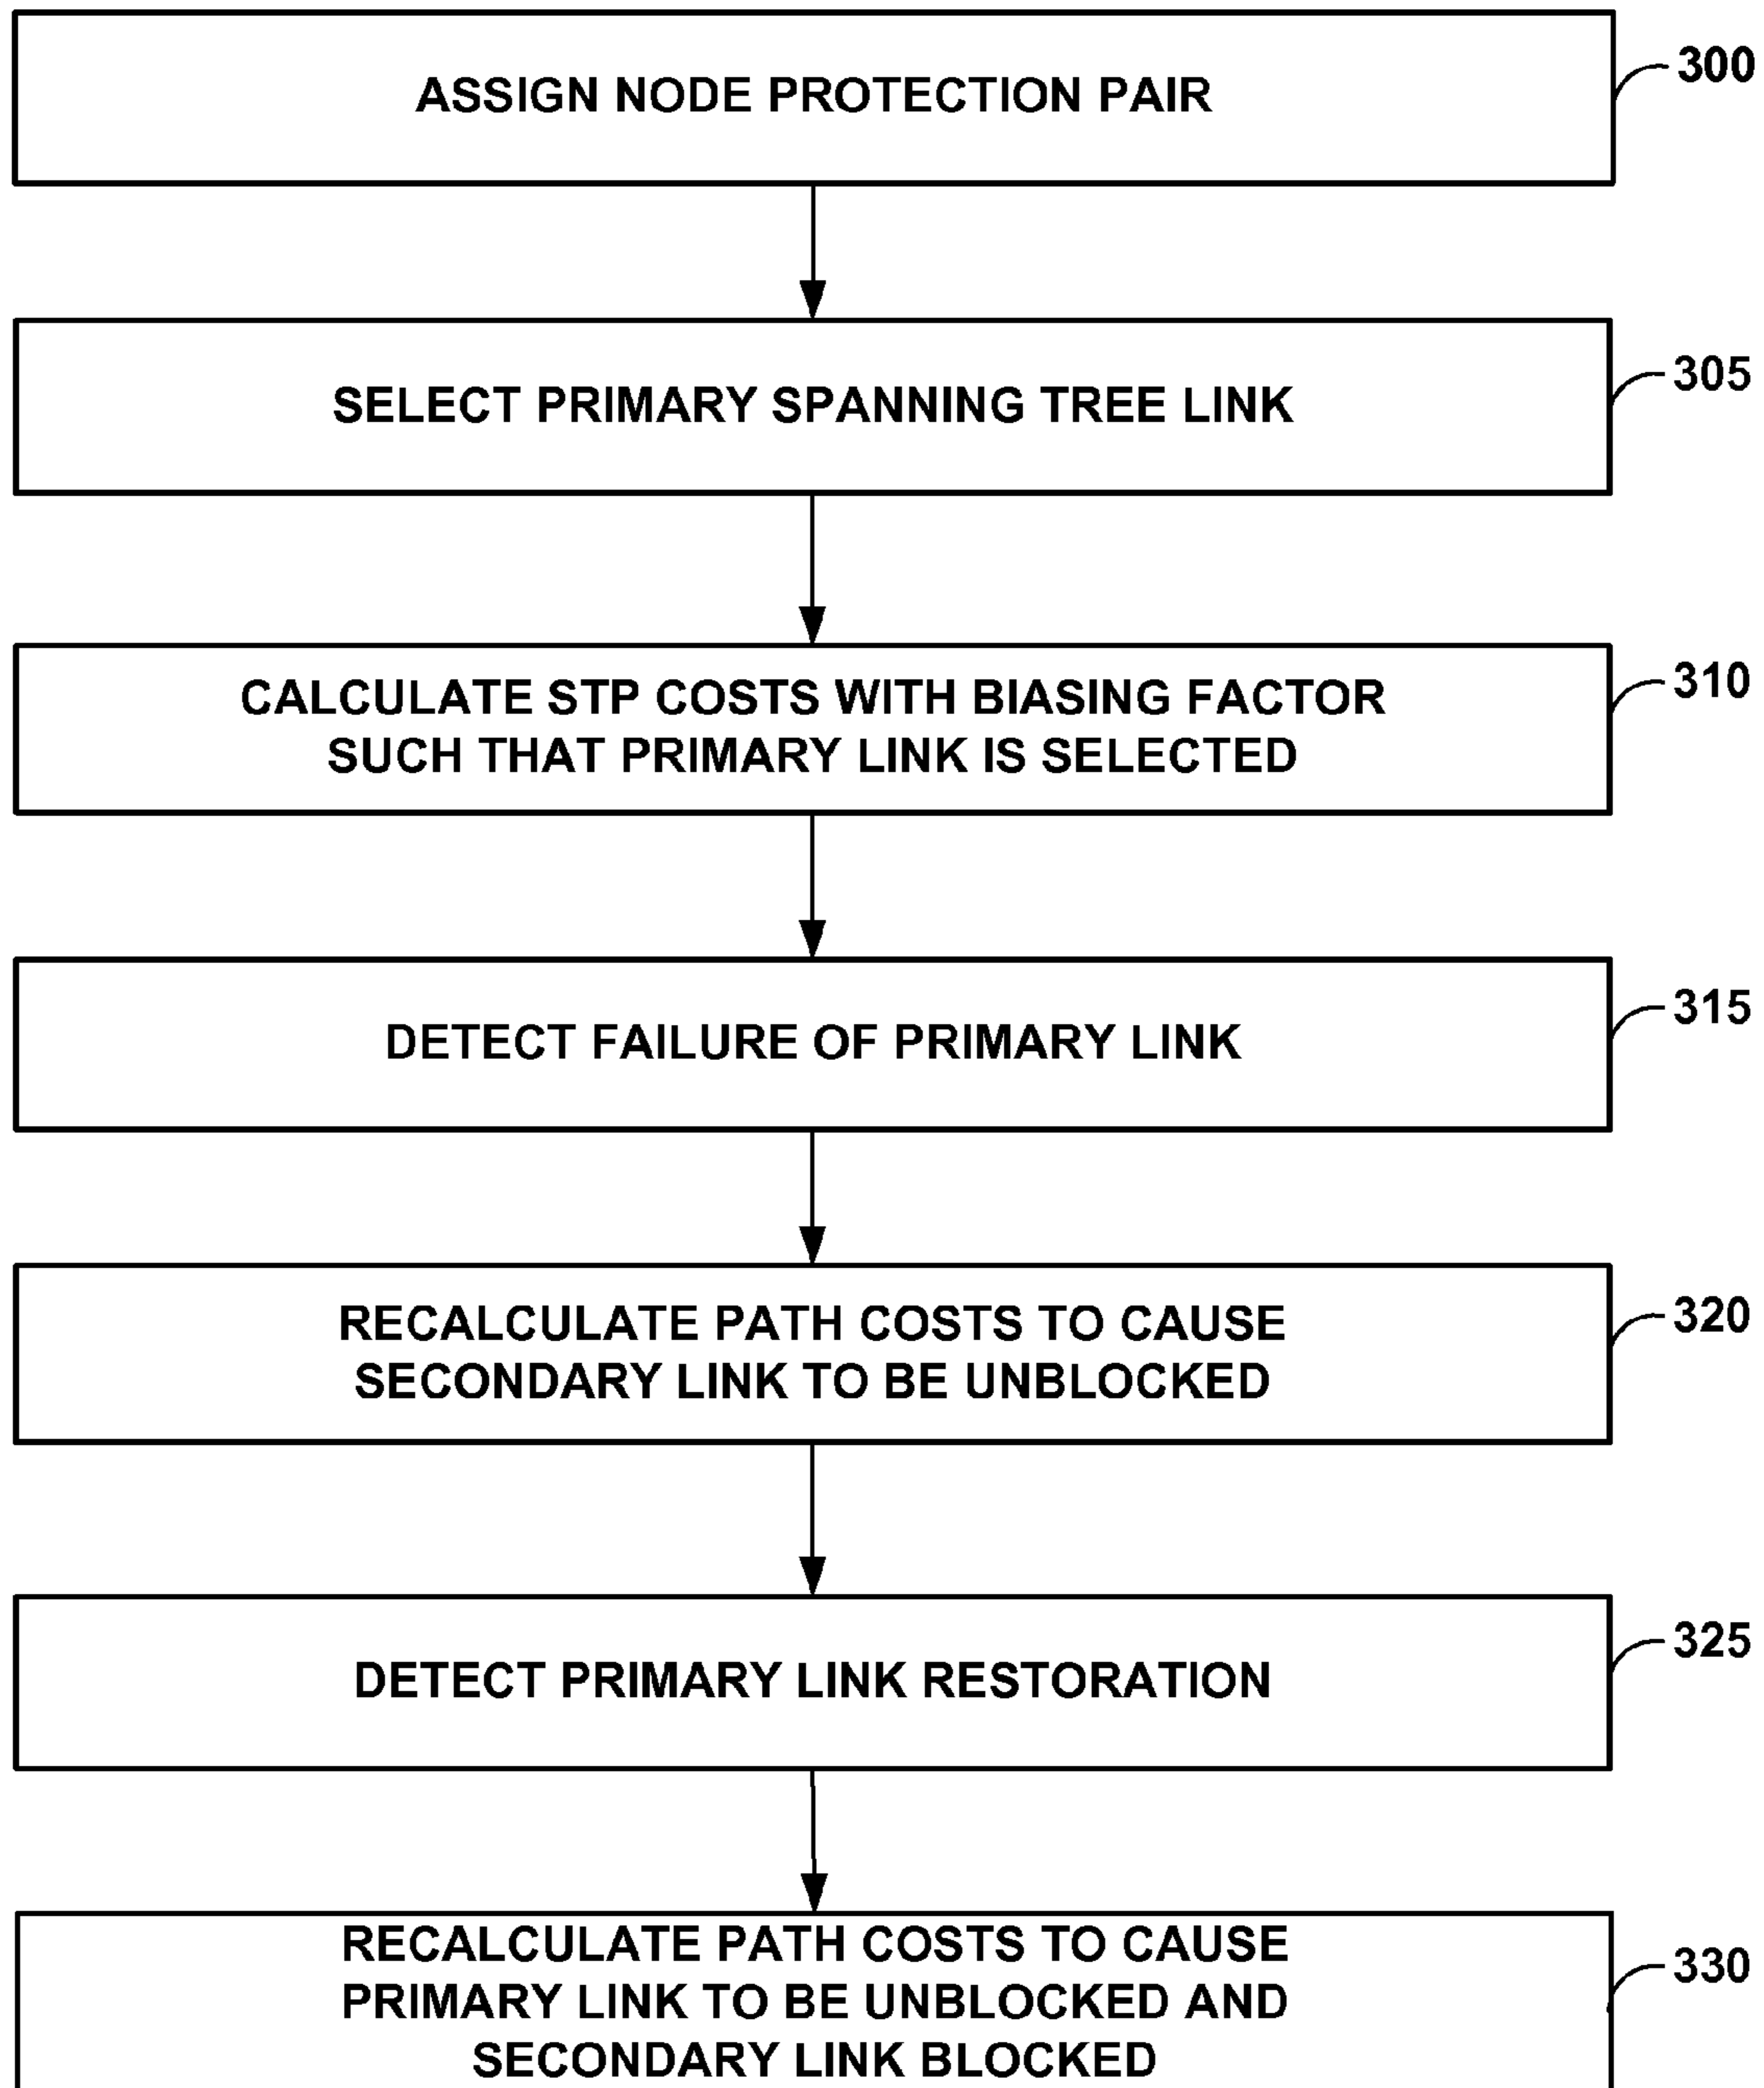 ASSIGN NODE PROTECTION PAIR
300
SELECT PRIMARY SPANNING TREE LINK
305
CALCULATE STP COSTS WITH BIASING FACTOR
SUCH THAT PRIMARY LINK IS SELECTED
310
DETECT FAILURE OF PRIMARY LINK
315
RECALCULATE PATH COSTS TO CAUSE
SECONDARY LINK TO BE UNBLOCKED
320
DETECT PRIMARY LINK RESTORATION
325
RECALCULATE PATH COSTS TO CAUSE
PRIMARY LINK TO BE UNBLOCKED AND
SECONDARY LINK BLOCKED
330